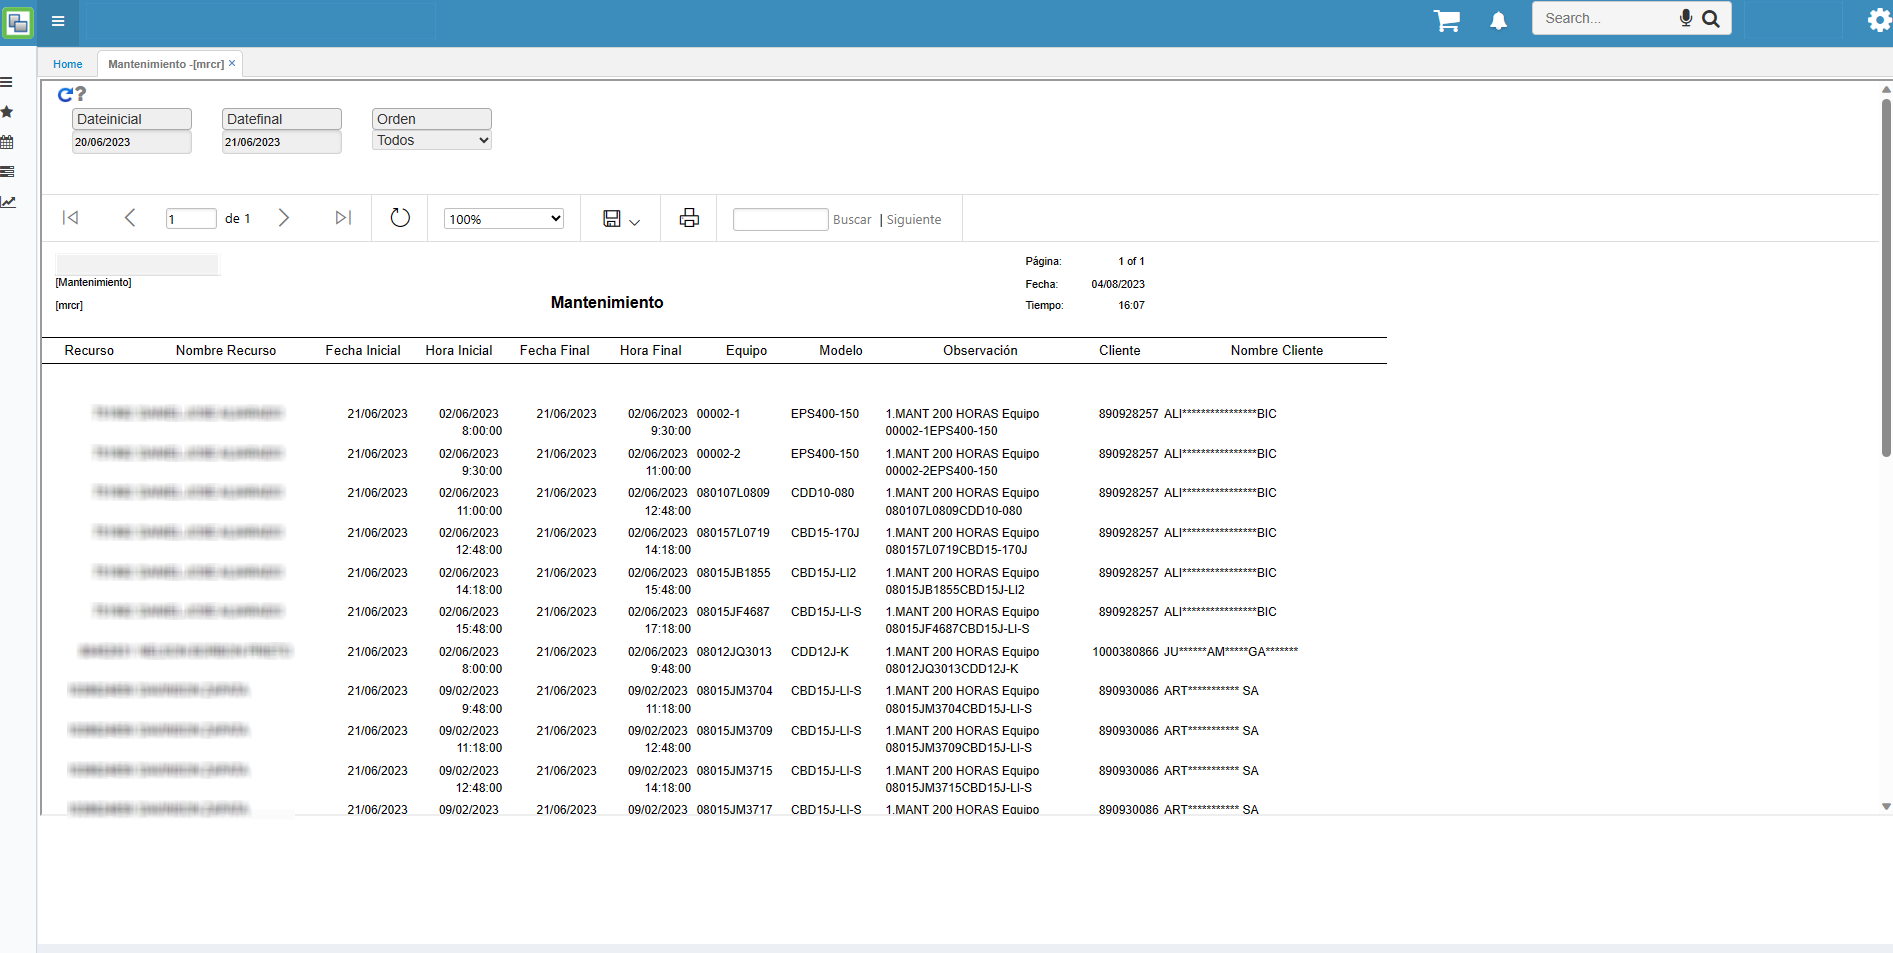 Search...
Home
Mantenimiento -[mrcr] ×
Dateinicial Datefinal Orden
20/06/2023 21/06/2023 Todos
1 de 1 100% Buscar | Siguiente
Página: 1 of 1
[Mantenimiento]
Fecha: 04/08/2023
[mrcr] Mantenimiento Tiempo: 16:07
Recurso Nombre Recurso Fecha Inicial Hora Inicial Fecha Final Hora Final Equipo Modelo Observación Cliente Nombre Cliente
21/06/2023 02/06/2023 21/06/2023 02/06/2023 00002-1 EPS400-150 1.MANT 200 HORAS Equipo 890928257 ALI****************BIC
8:00:00 9:30:00 00002-1EPS400-150
21/06/2023 02/06/2023 21/06/2023 02/06/2023 00002-2 EPS400-150 1.MANT 200 HORAS Equipo 890928257 ALI****************BIC
9:30:00 11:00:00 00002-2EPS400-150
21/06/2023 02/06/2023 21/06/2023 02/06/2023 080107L0809 CDD10-080 1.MANT 200 HORAS Equipo 890928257 ALI****************BIC
11:00:00 12:48:00 080107L0809CDD10-080
21/06/2023 02/06/2023 21/06/2023 02/06/2023 080157L0719 CBD15-170J 1.MANT 200 HORAS Equipo 890928257 ALI****************BIC
12:48:00 14:18:00 080157L0719CBD15-170J
21/06/2023 02/06/2023 21/06/2023 02/06/2023 08015JB1855 CBD15J-LI2 1.MANT 200 HORAS Equipo 890928257 ALI****************BIC
14:18:00 15:48:00 08015JB1855CBD15J-LI2
21/06/2023 02/06/2023 21/06/2023 02/06/2023 08015JF4687 CBD15J-LI-S 1.MANT 200 HORAS Equipo 890928257 ALI****************BIC
15:48:00 17:18:00 08015JF4687CBD15J-LI-S
21/06/2023 02/06/2023 21/06/2023 02/06/2023 08012JQ3013 CDD12J-K 1.MANT 200 HORAS Equipo 1000380866 JU******AM*****GA*******
8:00:00 9:48:00 08012JQ3013CDD12J-K
21/06/2023 09/02/2023 21/06/2023 09/02/2023 08015JM3704 CBD15J-LI-S 1.MANT 200 HORAS Equipo 890930086 ART*********** SA
9:48:00 11:18:00 08015JM3704CBD15J-LI-S
21/06/2023 09/02/2023 21/06/2023 09/02/2023 08015JM3709 CBD15J-LI-S 1.MANT 200 HORAS Equipo 890930086 ART*********** SA
11:18:00 12:48:00 08015JM3709CBD15J-LI-S
21/06/2023 09/02/2023 21/06/2023 09/02/2023 08015JM3715 CBD15J-LI-S 1.MANT 200 HORAS Equipo 890930086 ART*********** SA
12:48:00 14:18:00 08015JM3715CBD15J-LI-S
21/06/2023 09/02/2023 21/06/2023 09/02/2023 08015JM3717 CBD15J-LI-S 1.MANT 200 HORAS Equipo 890930086 ART*********** SA